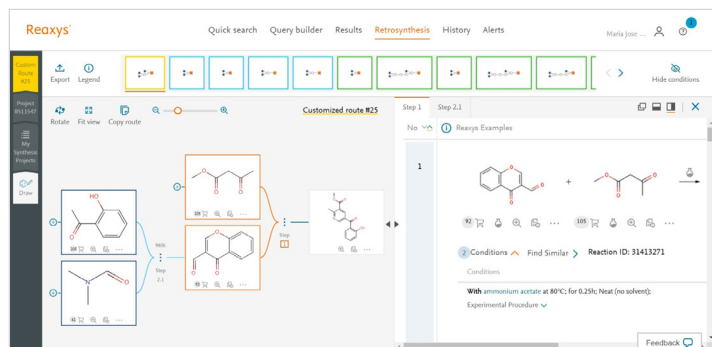 Reaxys
Quick search
Query builder
Results
Retrosynthesis
History
Alerts
Maria jose ...
1
Custom
Route
#25
Export
Legend
Hide conditions
Project
My
Synthesis
Projects
Draw
Rotate
Fit view
Copy route
Customized route #25
Step 1
Step 2.1
No
Reaxys Examples
1
HO
O
N
O
Step
2.1
O
O
O
O
O
O
Step
1
O
O
O
+
O
O
O
92
105
2 Conditions
Find Similar
Reaction ID: 31413271
Conditions
With ammonium acetate at 80°C; for 0,25h; Neat (no solvent);
Experimental Procedure
Feedback